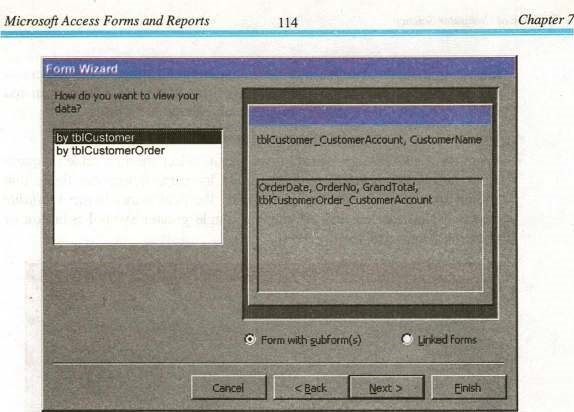 Microsoft Access Forms and Reports 114 Chapter 7
Form Wizard
How do you want to view your
data?
by tblCustomer
by tblCustomerOrder
tblCustomer_CustomerAccount, CustomerName
OrderDate, OrderNo, GrandTotal,
tblCustomerOrder_CustomerAccount
Form with subform(s)
Linked forms
Cancel
< Back
Next >
Finish